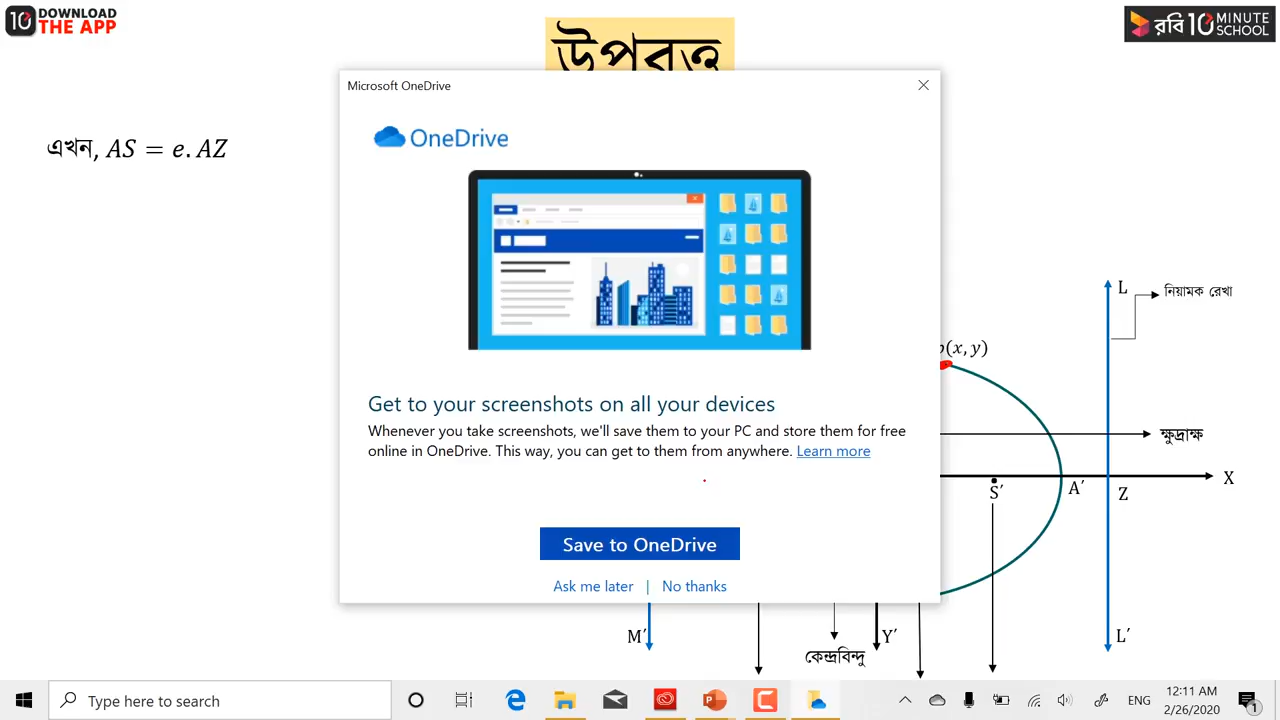 10 DOWNLOAD
THE APP
উপবৃত্ত
রবি 10 MINUTE
SCHOOL
Microsoft OneDrive
OneDrive
এখন, AS = e. AZ
L
নিয়ামক রেখা
(x, y)
Get to your screenshots on all your devices
Whenever you take screenshots, we'll save them to your PC and store them for free
online in OneDrive. This way, you can get to them from anywhere. Learn more
ক্ষুদ্রাক্ষ
X
S′
A′
Z
Save to OneDrive
Ask me later | No thanks
M′
Y′
L′
কেন্দ্রবিন্দু
Type here to search
ENG
12:11 AM
2/26/2020
1